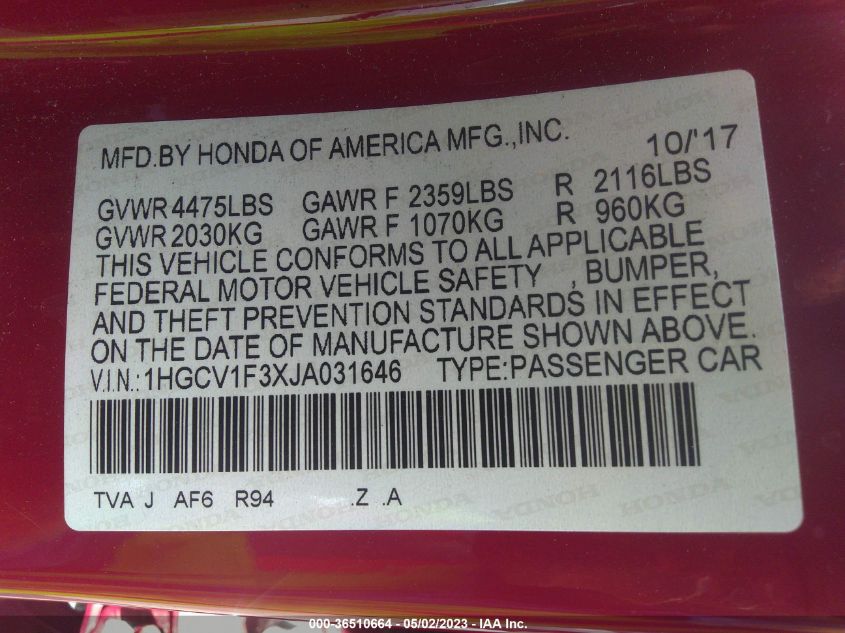 MFD.BY HONDA OF AMERICA MFG.,INC. 10/'17
GVWR 4475LBS GAWR F 2359LBS R 2116LBS
GVWR 2030KG GAWR F 1070KG R 960KG
THIS VEHICLE CONFORMS TO ALL APPLICABLE
FEDERAL MOTOR VEHICLE SAFETY , BUMPER,
AND THEFT PREVENTION STANDARDS IN EFFECT
ON THE DATE OF MANUFACTURE SHOWN ABOVE.
V.I.N.:1HGCV1F3XJA031646 TYPE:PASSENGER CAR
TVA J AF6 R94 .Z .A
000-36510664 - 05/02/2023 - IAA Inc.